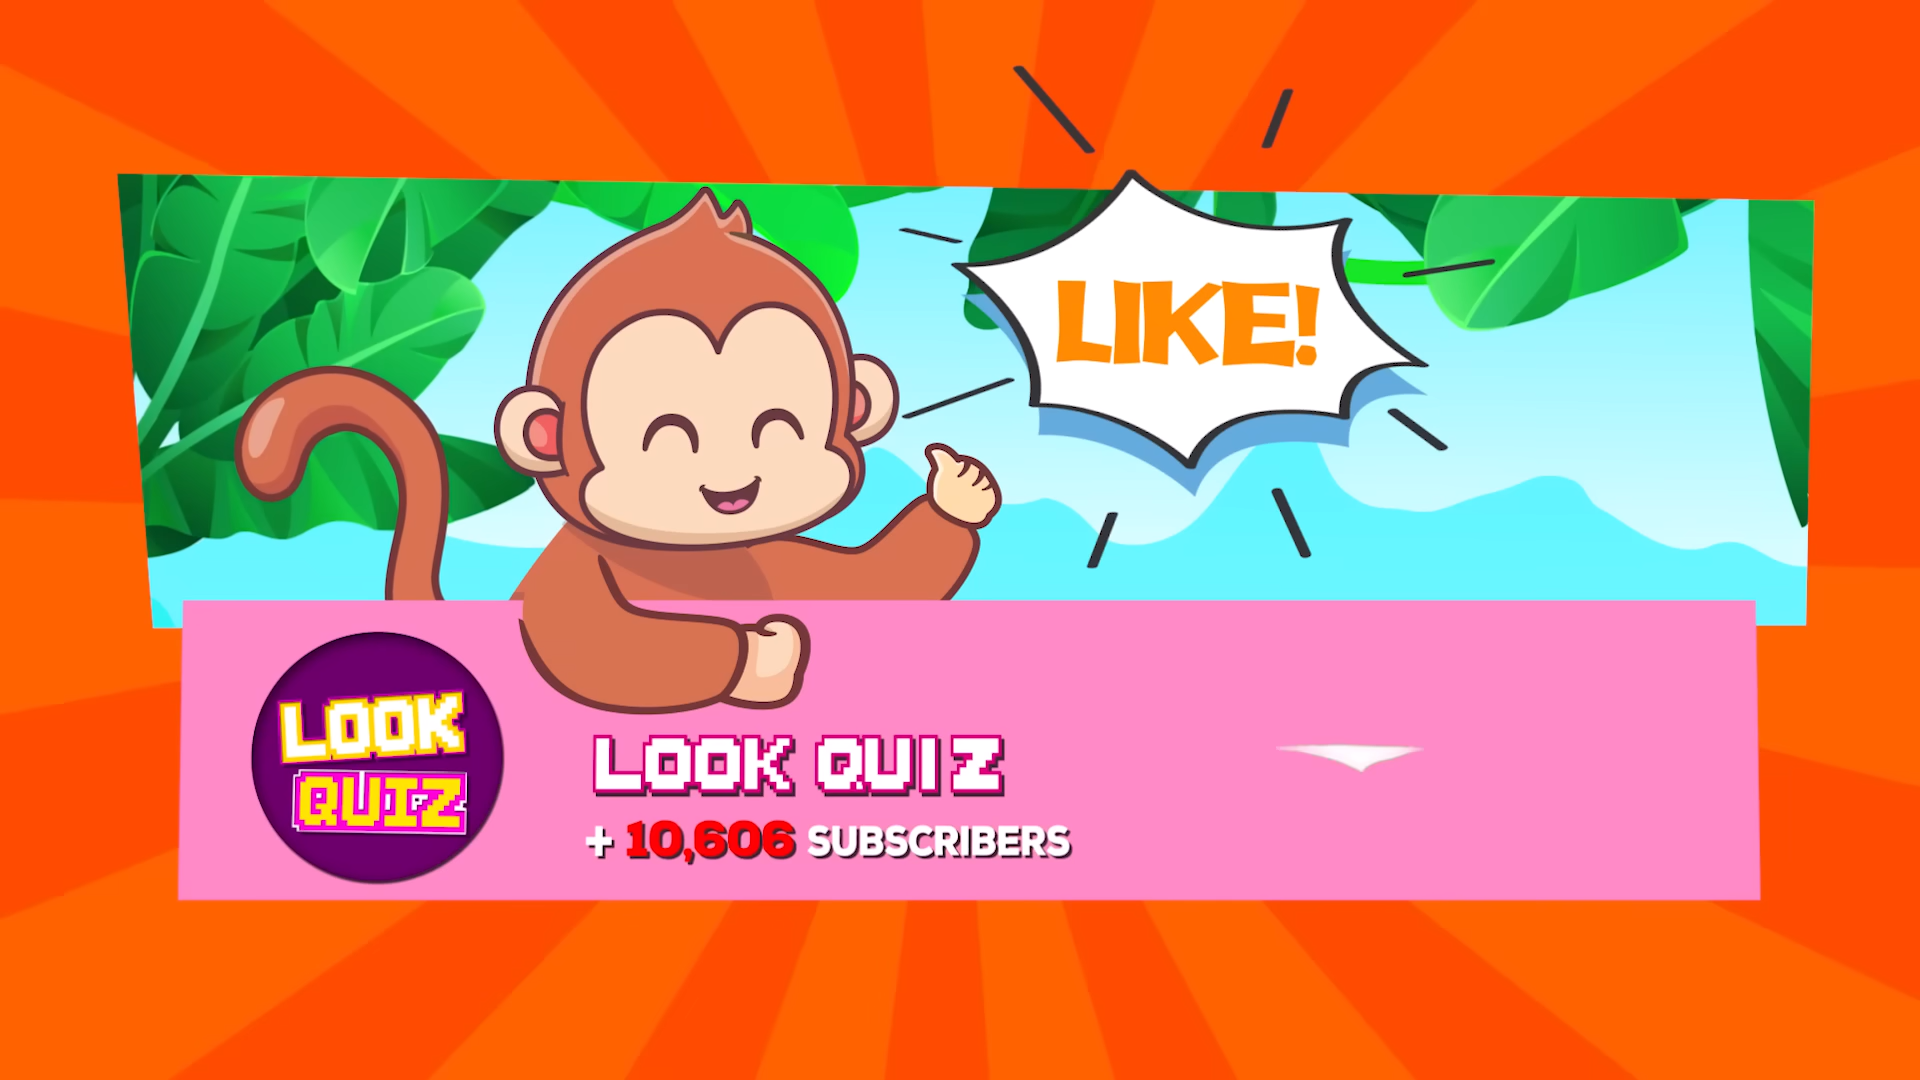 LIKE!
LOOK
QUIZ
LOOK QUIZ
+ 10,606 SUBSCRIBERS